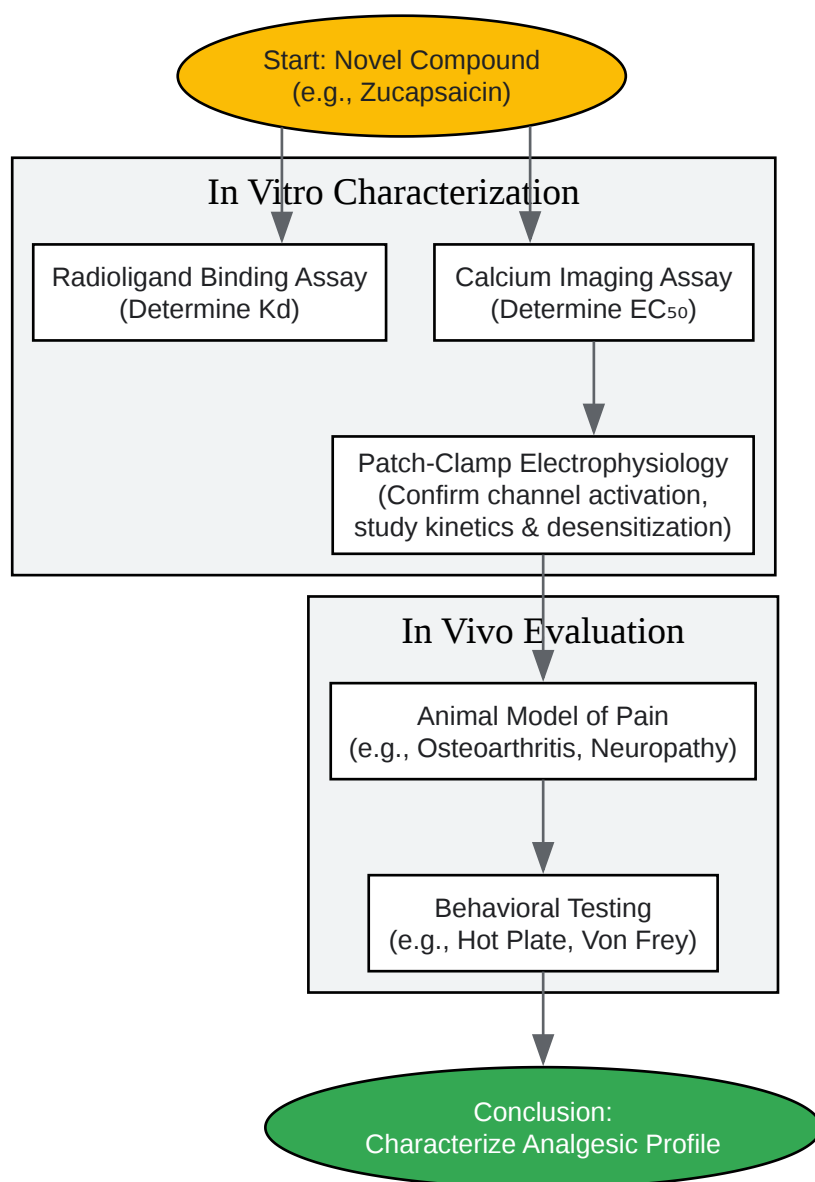 Start: Novel Compound
(e.g., Zucapsaicin)
In Vitro Characterization
Radioligand Binding Assay
(Determine Kd)
Calcium Imaging Assay
(Determine EC₅₀)
Patch-Clamp Electrophysiology
(Confirm channel activation,
study kinetics & desensitization)
In Vivo Evaluation
Animal Model of Pain
(e.g., Osteoarthritis, Neuropathy)
Behavioral Testing
(e.g., Hot Plate, Von Frey)
Conclusion:
Characterize Analgesic Profile